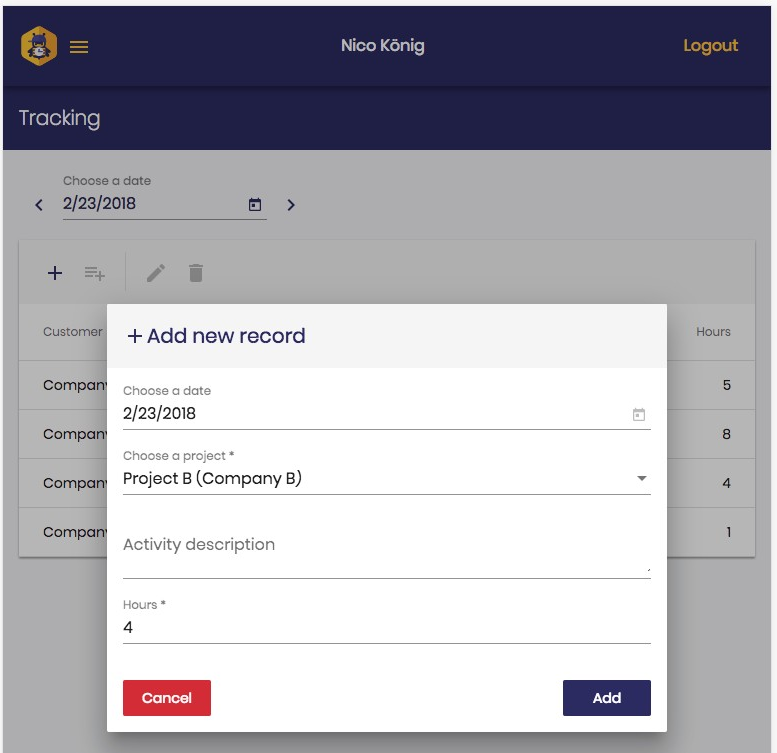 Nico König
Logout
Tracking
Choose a date
2/23/2018
Customer
Hours
Company
5
Company
8
Company
4
Company
1
+ Add new record
Choose a date
2/23/2018
Choose a project *
Project B (Company B)
Activity description
Hours *
4
Cancel
Add